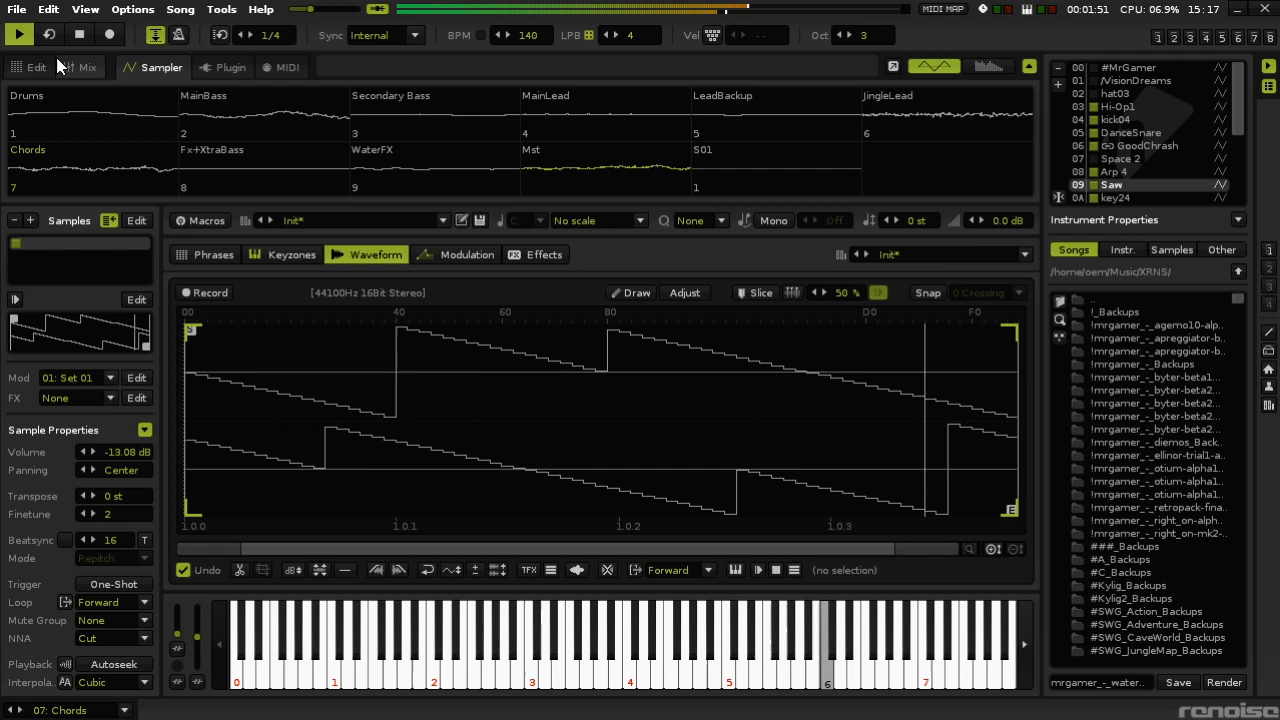 File Edit View Options Song Tools Help MIDI MAP 00:01:51 CPU: 06.9% 15:17
1/4 Sync Internal BPM 140 LPB 4 Vel -- Oct 3 1 2 3 4 5 6 7 8
Edit Mix Sampler Plugin MIDI
Drums MainBass Secondary Bass MainLead LeadBackup JingleLead
1 2 3 4 5 6
Chords Fx+XtraBass WaterFX Mst S01
7 8 9 1
00 #MrGamer
01 /VisionDreams
02 hat03
03 Hi-Op1
04 kick04
05 DanceSnare
06 GoodCrash
07 Space 2
08 Arp 4
09 Saw
0A key24
Samples Edit Macros Init* C No scale None Mono Off 0 st 0.0 dB
Instrument Properties
Phrases Keyzones Waveform Modulation FX Effects Init*
Songs Instr. Samples Other
/home/oem/Music/XRNS/
Edit
Record [44100Hz 16Bit Stereo] Draw Adjust Slice 50 % Snap 0 Crossing
00 40 60 80 D0 F0
S
E
1.0.0 1.0.1 1.0.2 1.0.3
Mod 01: Set 01 Edit
FX None Edit
Sample Properties
Volume -13.08 dB
Panning Center
Transpose 0 st
Finetune 2
Beatsync 16 T
Mode Repitch
Trigger One-Shot
Loop Forward
Mute Group None
NNA Cut
Playback Autoseek
Interpola.. AA Cubic
Undo TFX Forward (no selection)
0 1 2 3 4 5 6 7
..
!_Backups
!mrgamer_-_agemo10-alp..
!mrgamer_-_apreggiator-b..
!mrgamer_-_apreggiator-b..
!mrgamer_-_Backups
!mrgamer_-_byter-beta1...
!mrgamer_-_byter-beta2...
!mrgamer_-_byter-beta2...
!mrgamer_-_byter-beta2...
!mrgamer_-_byter-beta2...
!mrgamer_-_diemos_Back..
!mrgamer_-_ellinor-trial1-a..
!mrgamer_-_otium-alpha1...
!mrgamer_-_otium-alpha1...
!mrgamer_-_otium-alpha1...
!mrgamer_-_retropack-fina..
!mrgamer_-_right_on-alph..
!mrgamer_-_right_on-mk2-..
###_Backups
#A_Backups
#C_Backups
#Kylig_Backups
#Kylig2_Backups
#SWG_Action_Backups
#SWG_Adventure_Backups
#SWG_CaveWorld_Backups
#SWG_JungleMap_Backups
1
2
3
4
mrgamer_-_water.. Save Render
07: Chords
renoise